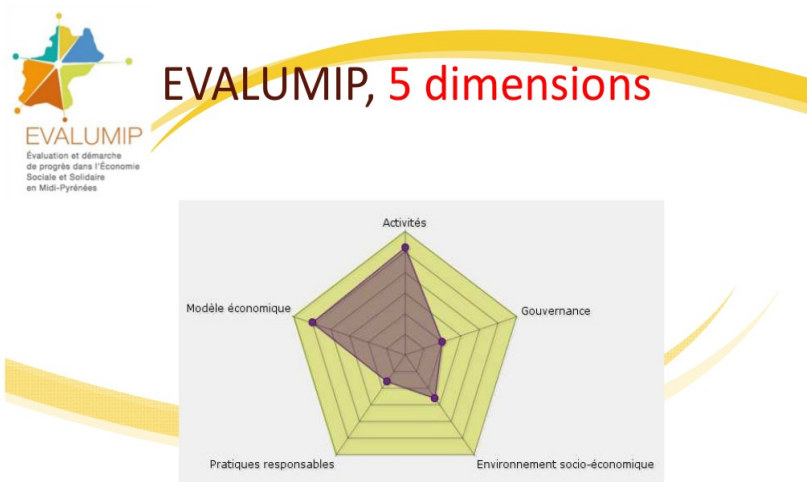 EVALUMIP, 5 dimensions
EVALUMIP
Évaluation et démarche
de progrès dans l'Économie
Sociale et Solidaire
en Midi-Pyrénées
Activités
Modèle économique
Gouvernance
Pratiques responsables
Environnement socio-économique